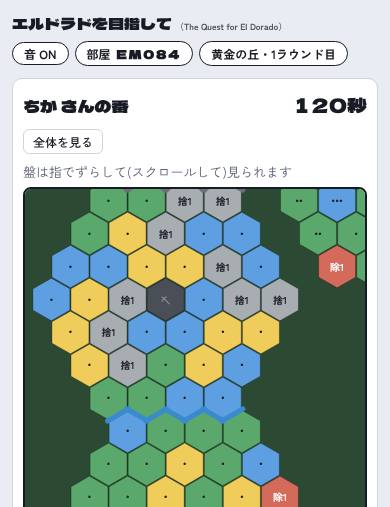 エルドラドを目指して (The Quest for El Dorado)
音 ON 部屋 EM084 黄金の丘・1ラウンド目
ちか さんの番 120秒
全体を見る
盤は指でずらして(スクロールして)見られます
捨1 捨1
捨1
捨1 除1
捨1 捨1 捨1
捨1
捨1
除1